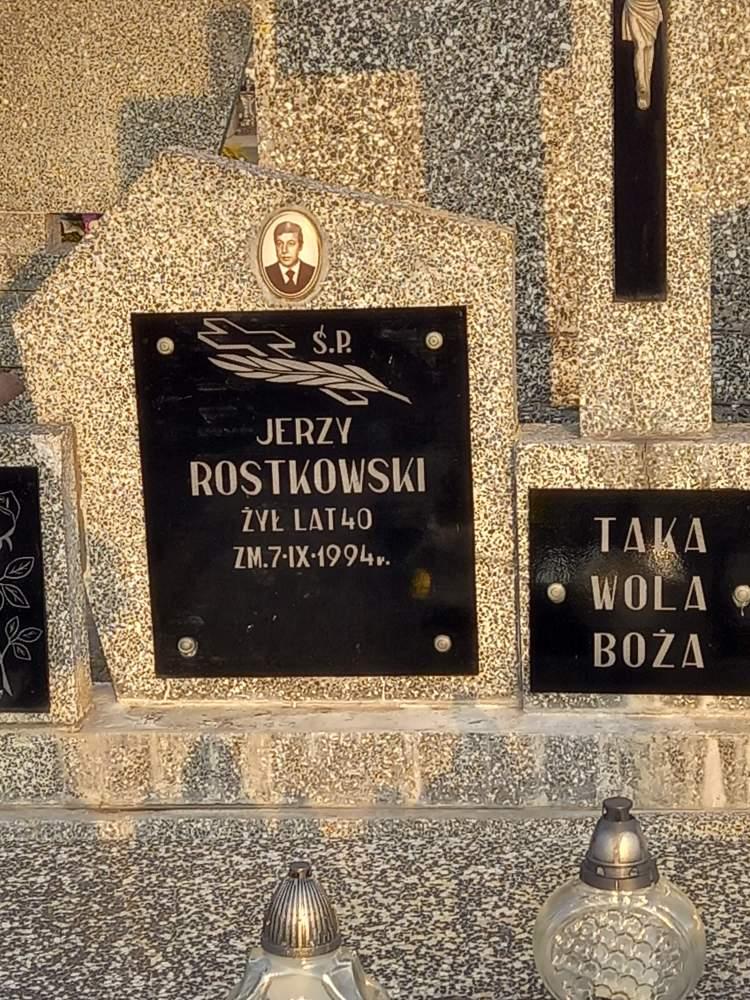 Ś.P.
JERZY
ROSTKOWSKI
ŻYŁ LAT 40
ZM.7·IX·1994r.
TAKA
WOLA
BOŻA